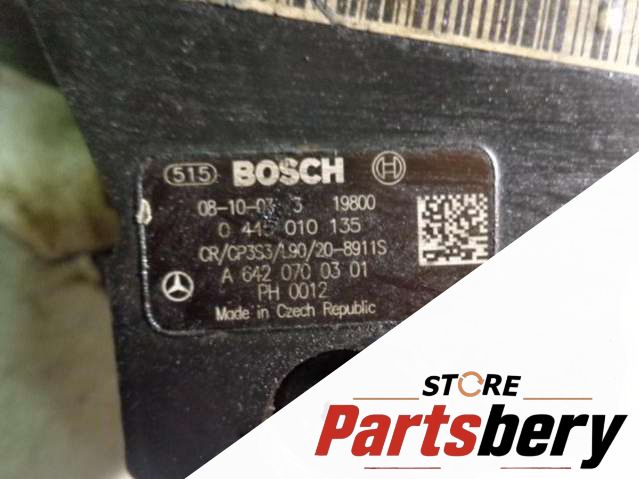 515 BOSCH
08-10-03 3 19800
0 445 010 135
CR/CP3S3/L90/20-8911S
A 642 070 03 01
PH 0012
Made in Czech Republic
STORE
Partsbery